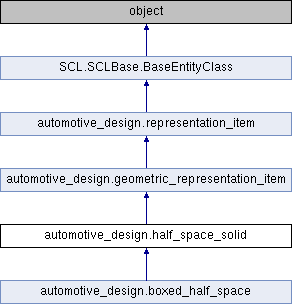 object
SCL.SCLBase.BaseEntityClass
automotive_design.representation_item
automotive_design.geometric_representation_item
automotive_design.half_space_solid
automotive_design.boxed_half_space